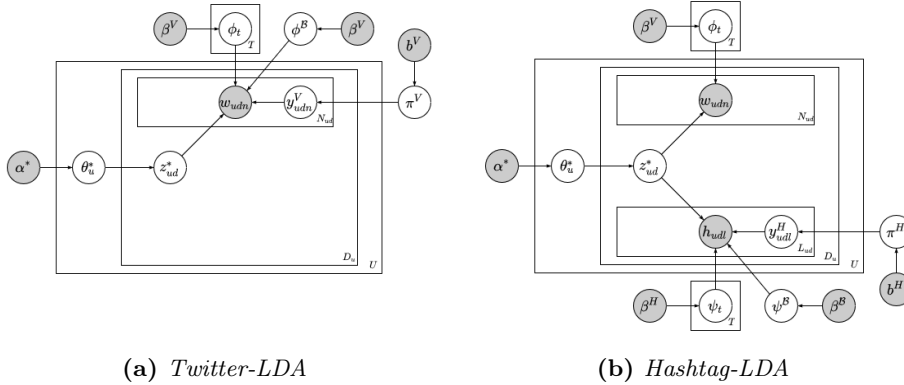 β^V ϕ_t T ϕ^B β^V b^V
w_udn y^V_udn N_ud π^V
α* θ*_u z*_ud D_u U
(a) Twitter-LDA
β^V ϕ_t T
w_udn N_ud
α* θ*_u z*_ud
h_udl y^H_udl L_ud D_u U π^H
β^H ψ_t T ψ^B β^B b^H
(b) Hashtag-LDA